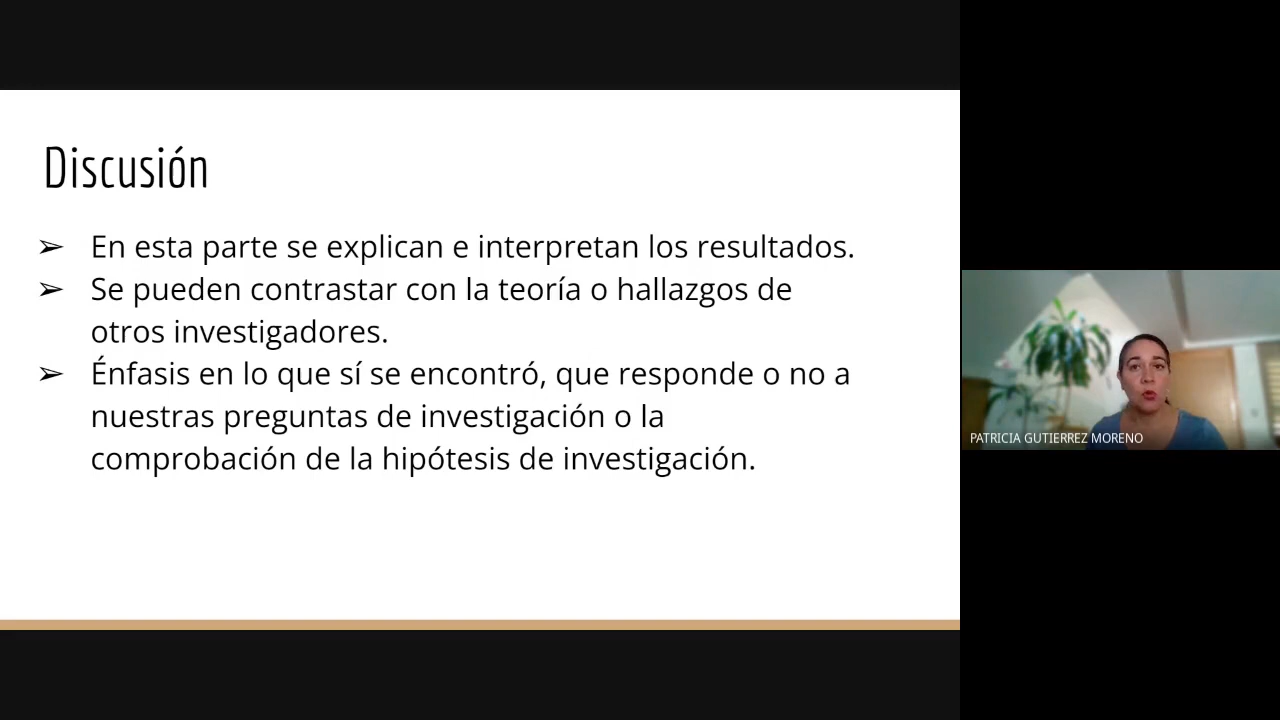 Discusión
➢ En esta parte se explican e interpretan los resultados.
➢ Se pueden contrastar con la teoría o hallazgos de
otros investigadores.
➢ Énfasis en lo que sí se encontró, que responde o no a
nuestras preguntas de investigación o la
comprobación de la hipótesis de investigación.
PATRICIA GUTIERREZ MORENO